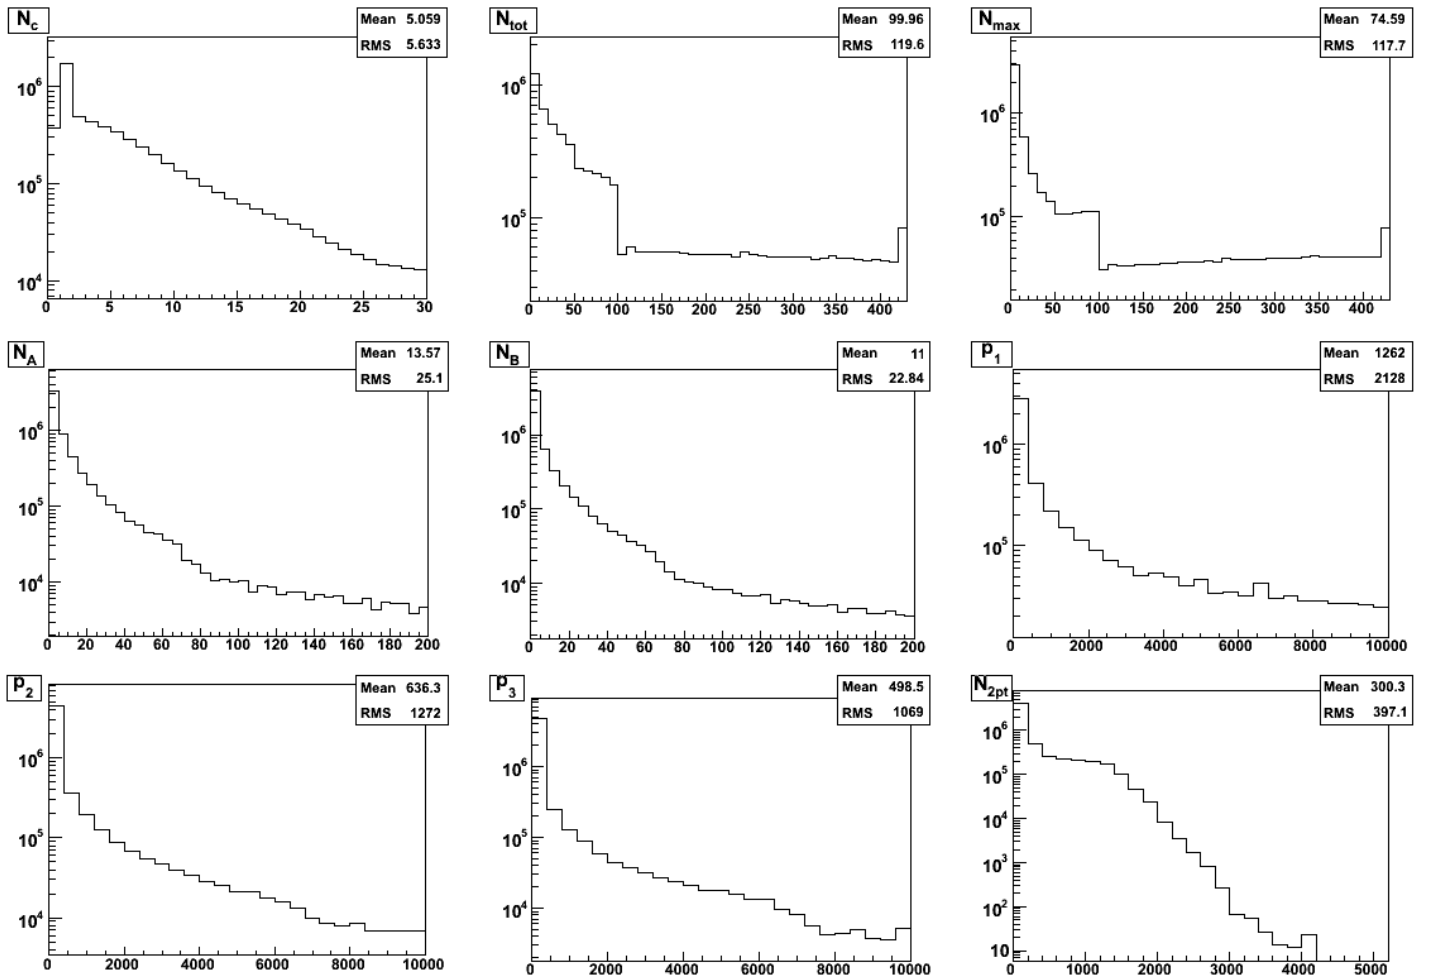 N_c
Mean 5.059
RMS 5.633
10^6
10^5
10^4
0 5 10 15 20 25 30
N_tot
Mean 99.96
RMS 119.6
10^6
10^5
0 50 100 150 200 250 300 350 400
N_max
Mean 74.59
RMS 117.7
10^6
10^5
0 50 100 150 200 250 300 350 400
N_A
Mean 13.57
RMS 25.1
10^6
10^5
10^4
0 20 40 60 80 100 120 140 160 180 200
N_B
Mean 11
RMS 22.84
10^6
10^5
10^4
0 20 40 60 80 100 120 140 160 180 200
p_1
Mean 1262
RMS 2128
10^6
10^5
0 2000 4000 6000 8000 10000
p_2
Mean 636.3
RMS 1272
10^6
10^5
10^4
0 2000 4000 6000 8000 10000
p_3
Mean 498.5
RMS 1069
10^6
10^5
10^4
0 2000 4000 6000 8000 10000
N_2pt
Mean 300.3
RMS 397.1
10^6
10^5
10^4
10^3
10^2
10
0 1000 2000 3000 4000 5000